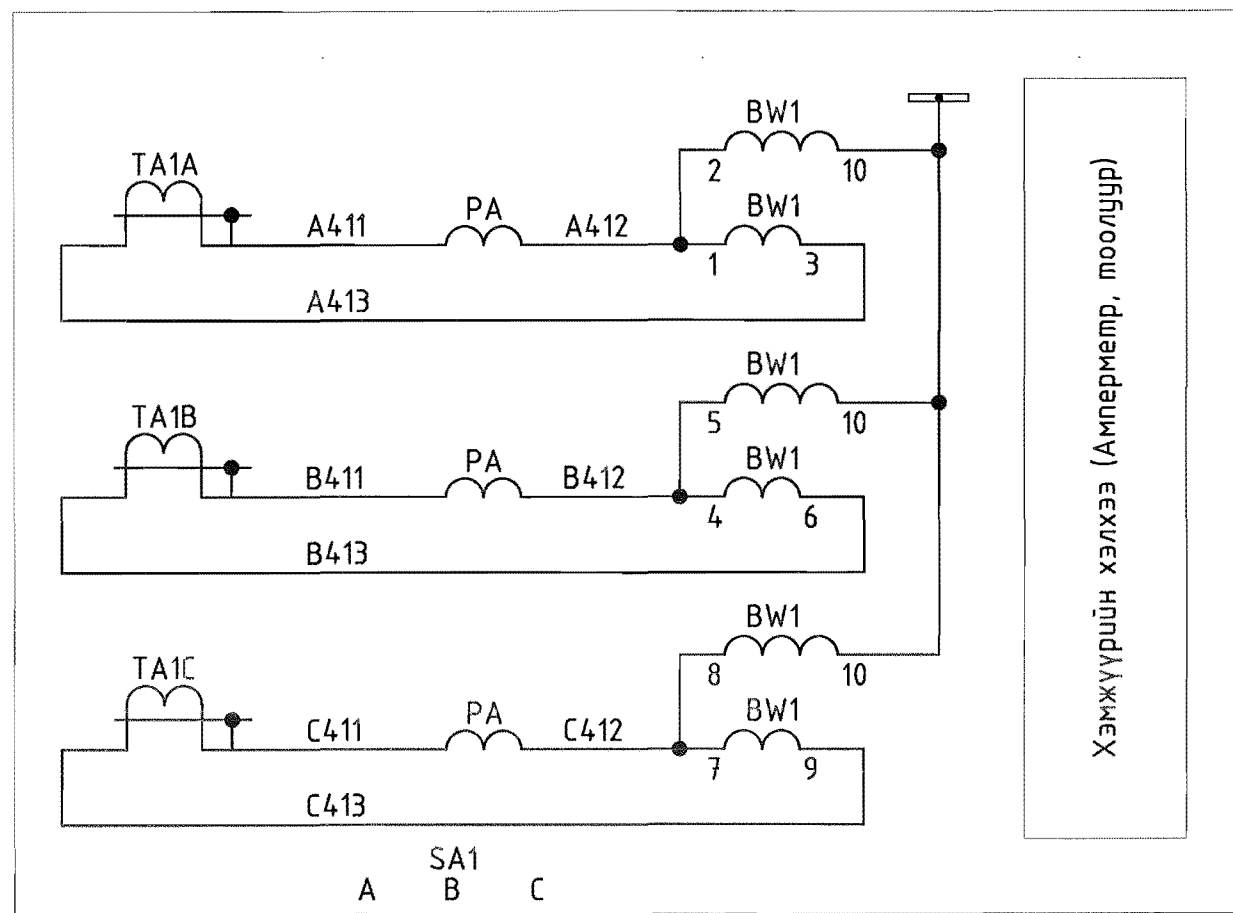 BW1
TA1A
2 10
A411 PA A412 BW1
1 3
A413
BW1
TA1B
5 10
B411 PA B412 BW1
4 6
B413
BW1
TA1C
8 10
C411 PA C412 BW1
7 9
C413
SA1
A B C
Хэмжүүрийн хэлхээ (Амперметр, тоолуур)